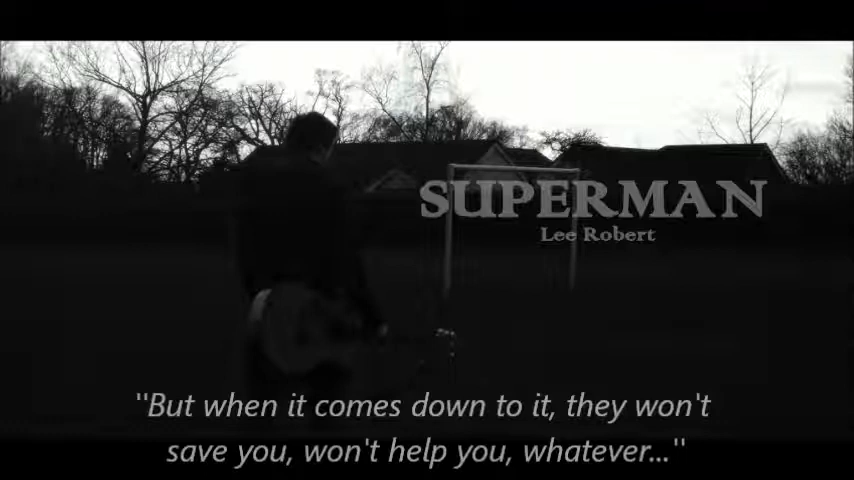 SUPERMAN
Lee Robert
"But when it comes down to it, they won't
save you, won't help you, whatever..."